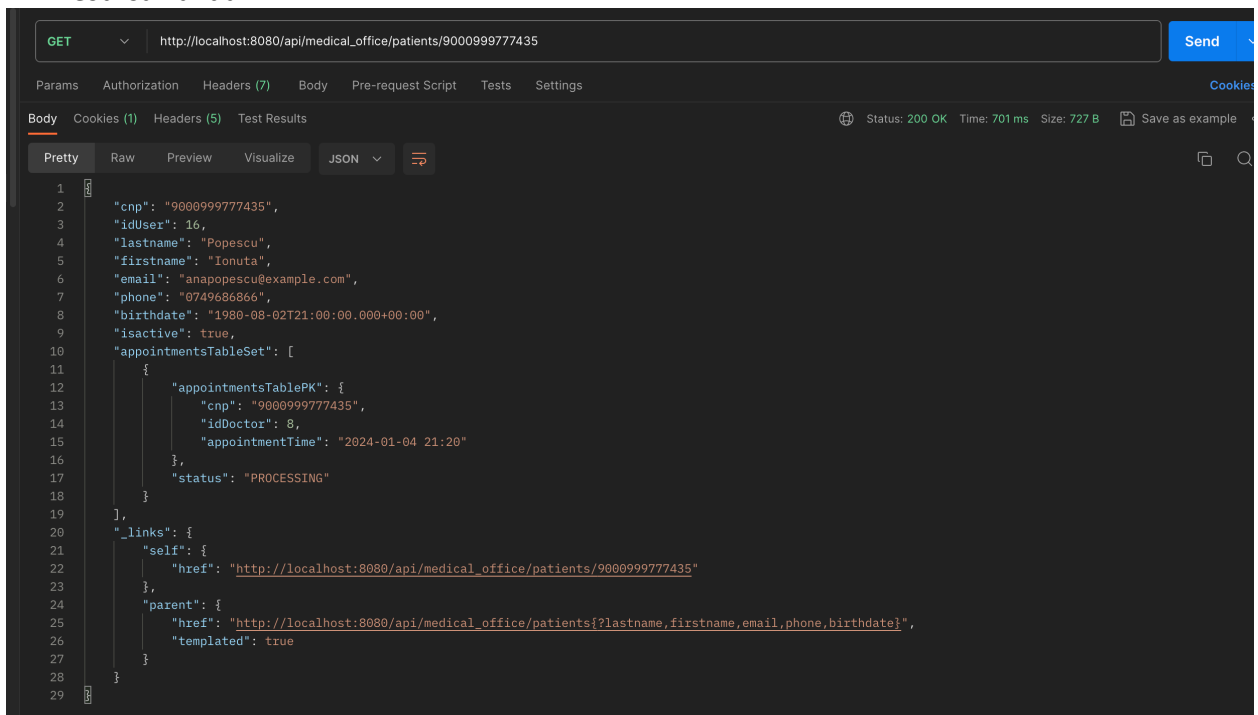 GET http://localhost:8080/api/medical_office/patients/9000999777435 Send
Params Authorization Headers (7) Body Pre-request Script Tests Settings Cookies
Body Cookies (1) Headers (5) Test Results Status: 200 OK Time: 701 ms Size: 727 B Save as example
Pretty Raw Preview Visualize JSON
1 {
2 "cnp": "9000999777435",
3 "idUser": 16,
4 "lastname": "Popescu",
5 "firstname": "Ionuta",
6 "email": "anapopescu@example.com",
7 "phone": "0749686866",
8 "birthdate": "1980-08-02T21:00:00.000+00:00",
9 "isactive": true,
10 "appointmentsTableSet": [
11 {
12 "appointmentsTablePK": {
13 "cnp": "9000999777435",
14 "idDoctor": 8,
15 "appointmentTime": "2024-01-04 21:20"
16 },
17 "status": "PROCESSING"
18 }
19 ],
20 "_links": {
21 "self": {
22 "href": "http://localhost:8080/api/medical_office/patients/9000999777435"
23 },
24 "parent": {
25 "href": "http://localhost:8080/api/medical_office/patients{?lastname,firstname,email,phone,birthdate}",
26 "templated": true
27 }
28 }
29 }